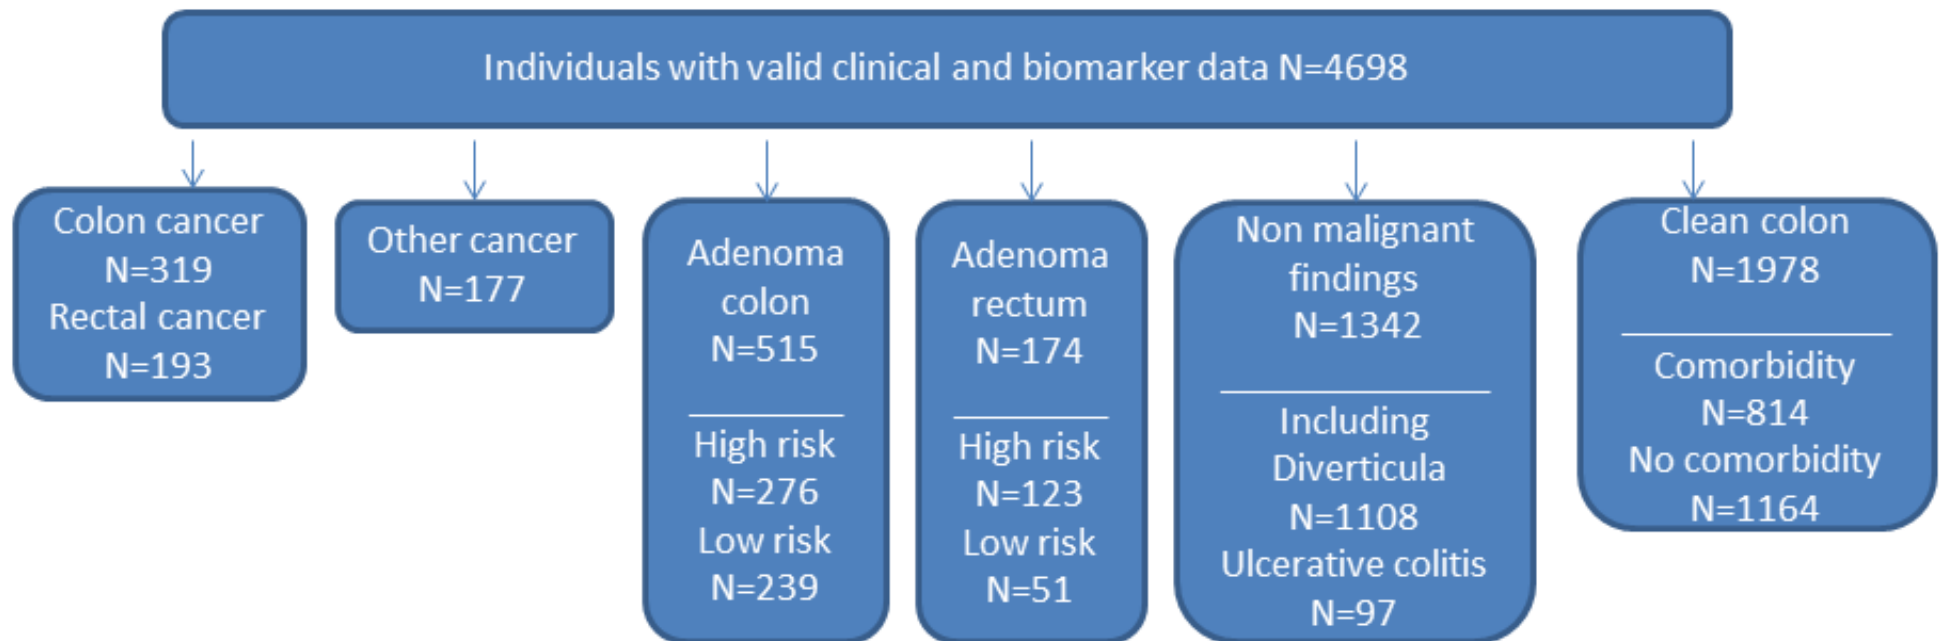 Individuals with valid clinical and biomarker data N=4698
Colon cancer
N=319
Rectal cancer
N=193
Other cancer
N=177
Adenoma
colon
N=515
High risk
N=276
Low risk
N=239
Adenoma
rectum
N=174
High risk
N=123
Low risk
N=51
Non malignant
findings
N=1342
Including
Diverticula
N=1108
Ulcerative colitis
N=97
Clean colon
N=1978
Comorbidity
N=814
No comorbidity
N=1164